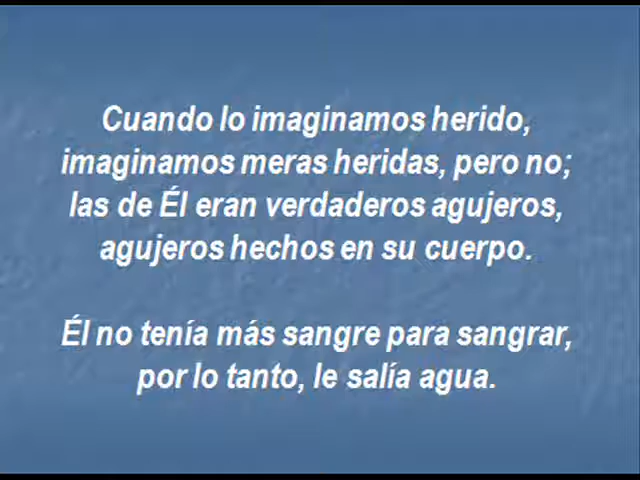 Cuando lo imaginamos herido,
imaginamos meras heridas, pero no;
las de Él eran verdaderos agujeros,
agujeros hechos en su cuerpo.
Él no tenía más sangre para sangrar,
por lo tanto, le salía agua.